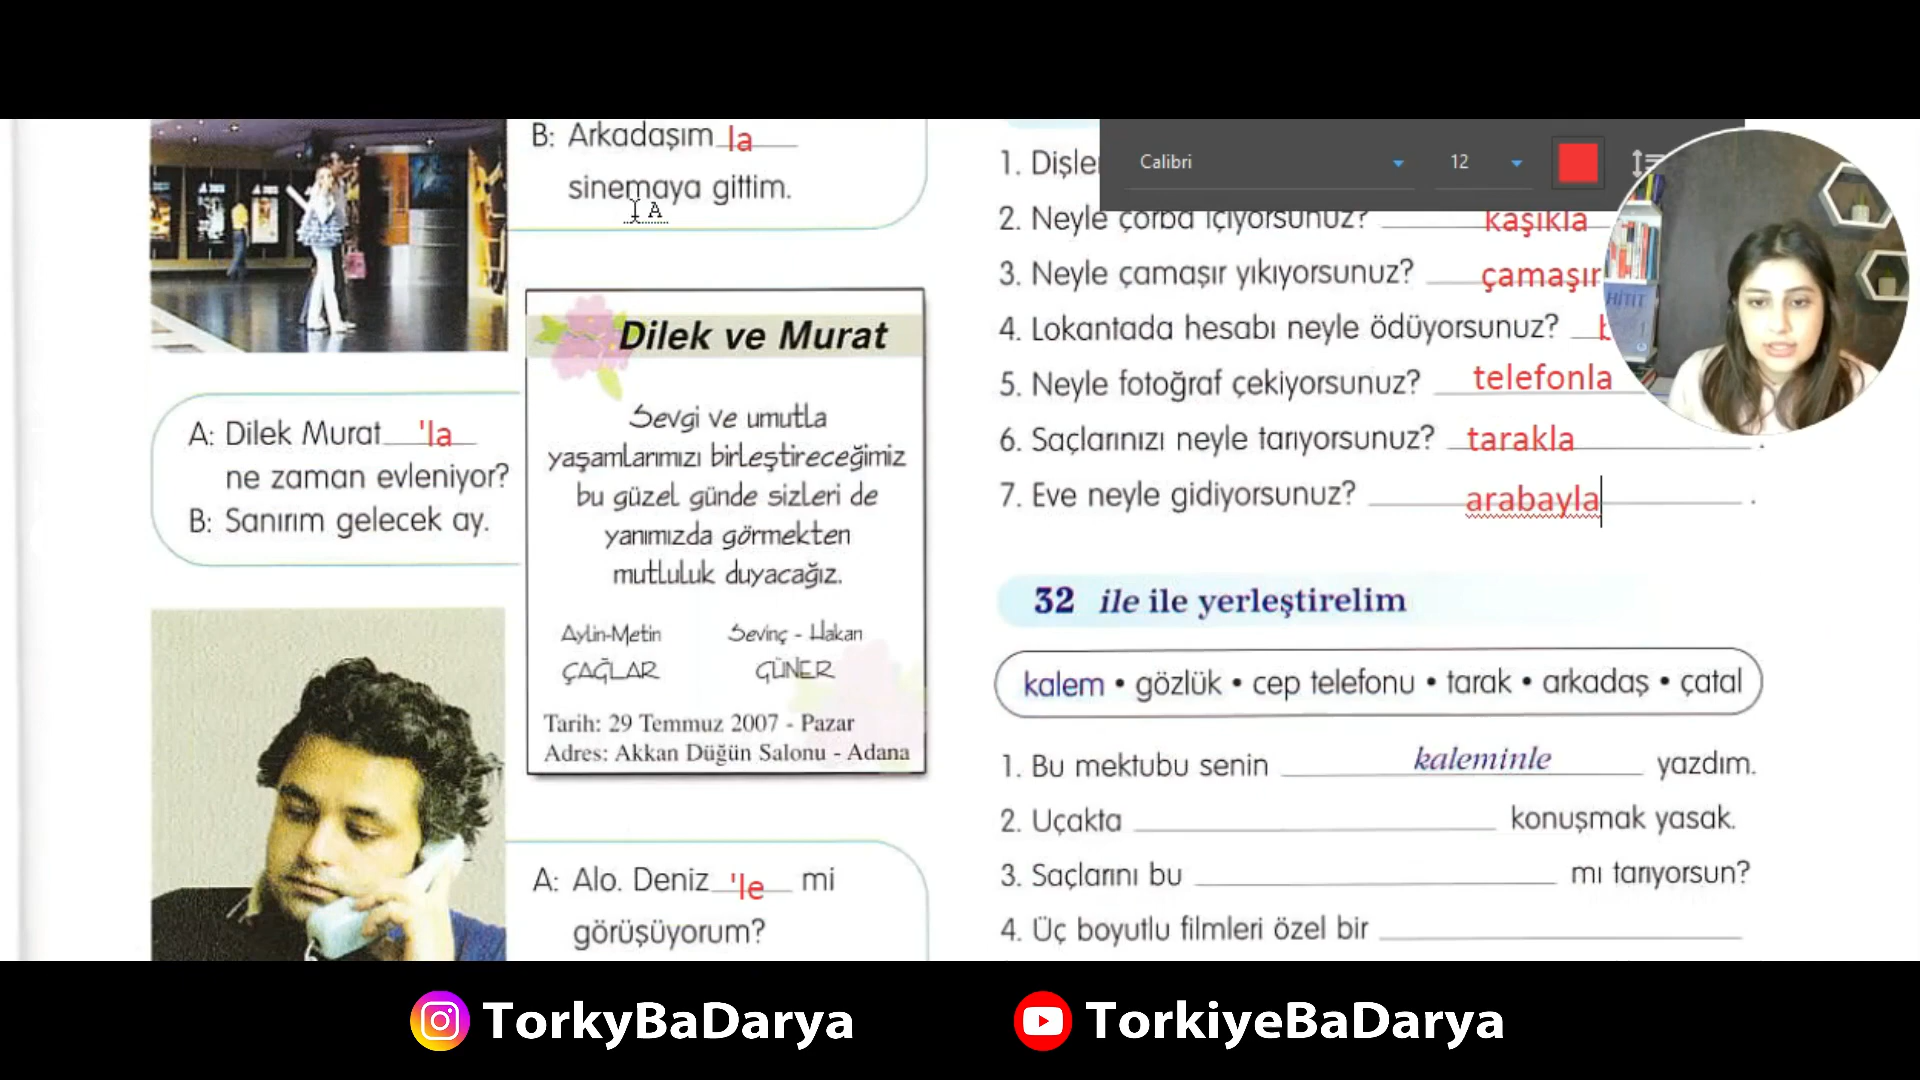 B: Arkadaşım la
sinemaya gittim.
A: Dilek Murat 'la
ne zaman evleniyor?
B: Sanırım gelecek ay.
Dilek ve Murat
Sevgi ve umutla
yaşamlarımızı birleştireceğimiz
bu güzel günde sizleri de
yanımızda görmekten
mutluluk duyacağız.
Aylin-Metin
ÇAĞLAR
Sevinç - Hakan
GÜNER
Tarih: 29 Temmuz 2007 - Pazar
Adres: Akkan Düğün Salonu - Adana
A: Alo. Deniz 'le mi
görüşüyorum?
Calibri 12
1. Dişler
2. Neyle çorba içiyorsunuz? kaşıkla
3. Neyle çamaşır yıkıyorsunuz? çamaşır
4. Lokantada hesabı neyle ödüyorsunuz?
5. Neyle fotoğraf çekiyorsunuz? telefonla
6. Saçlarınızı neyle tarıyorsunuz? tarakla .
7. Eve neyle gidiyorsunuz? arabayla .
32 ile ile yerleştirelim
kalem • gözlük • cep telefonu • tarak • arkadaş • çatal
1. Bu mektubu senin kaleminle yazdım.
2. Uçakta konuşmak yasak.
3. Saçlarını bu mı tarıyorsun?
4. Üç boyutlu filmleri özel bir
HİTİT
1
TorkyBaDarya
TorkiyeBaDarya